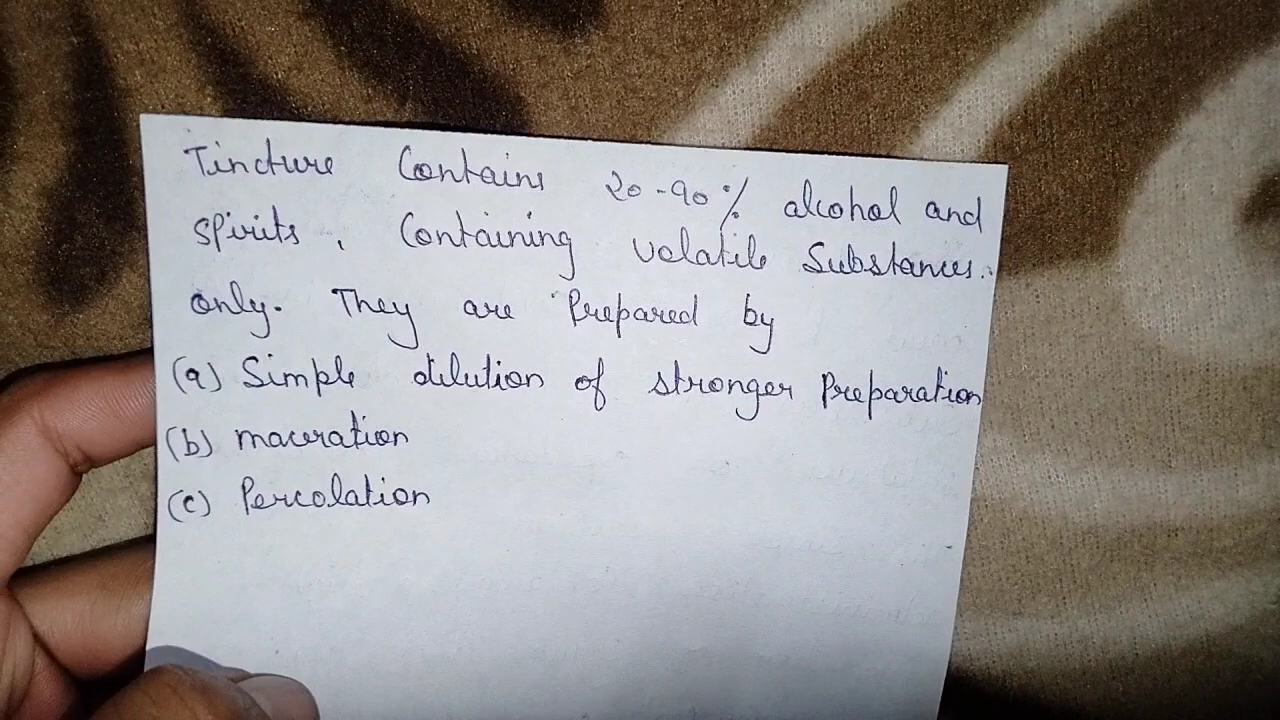 Tincture Contains 20-90% alcohol and
spirits, Containing volatile Substances.
only. They are Prepared by
(a) Simple dilution of stronger Preparation
(b) maceration
(c) Percolation